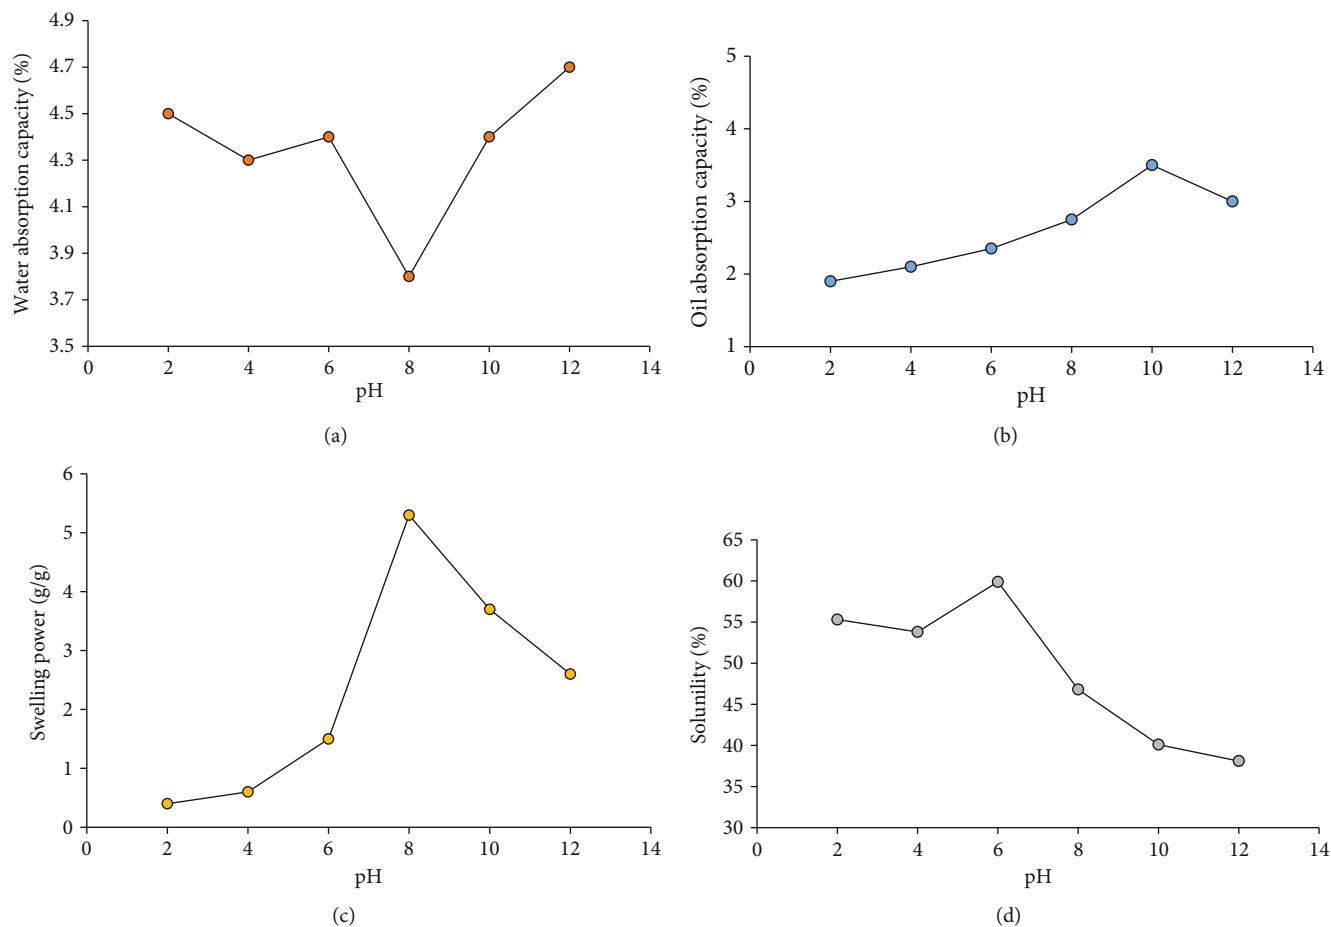 4.9
4.7
4.5
4.3
4.1
3.9
3.7
3.5
Water absorption capacity (%)
0 2 4 6 8 10 12 14
pH
(a)
5
4
3
2
1
Oil absorption capacity (%)
0 2 4 6 8 10 12 14
pH
(b)
6
5
4
3
2
1
0
Swelling power (g/g)
0 2 4 6 8 10 12 14
pH
(c)
65
60
55
50
45
40
35
30
Solunility (%)
0 2 4 6 8 10 12 14
pH
(d)